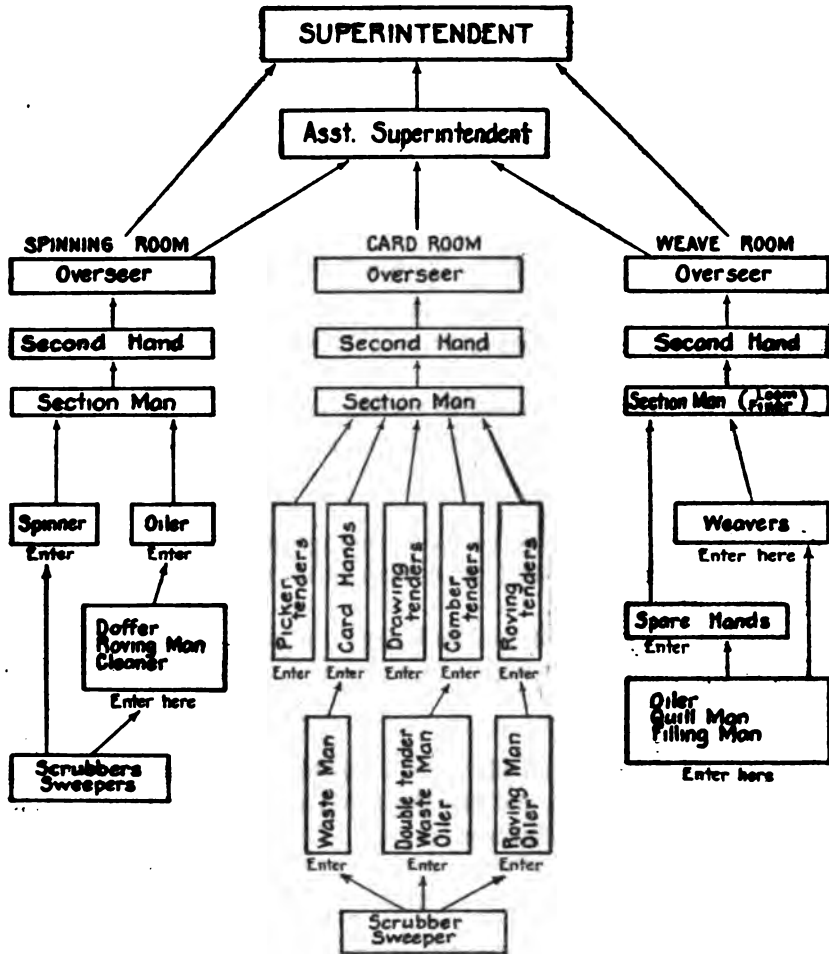 SUPERINTENDENT
Asst. Superintendent
SPINNING ROOM
Overseer
Second Hand
Section Man
Spinner
Enter
Oiler
Enter
Doffer
Roving Man
Cleaner
Enter here
Scrubbers
Sweepers
CARD ROOM
Overseer
Second Hand
Section Man
Picker
tenders
Enter
Card Hands
Enter
Drawing
tenders
Enter
Comber
tenders
Enter
Roving
tenders
Enter
Waste Man
Enter
Double tender
Waste Man
Oiler
Enter
Roving Man
Oiler
Enter
Scrubber
Sweeper
WEAVE ROOM
Overseer
Second Hand
Section Man (Loom
Fixer)
Weavers
Enter here
Spare Hands
Enter
Oiler
Quill Man
Filling Man
Enter here